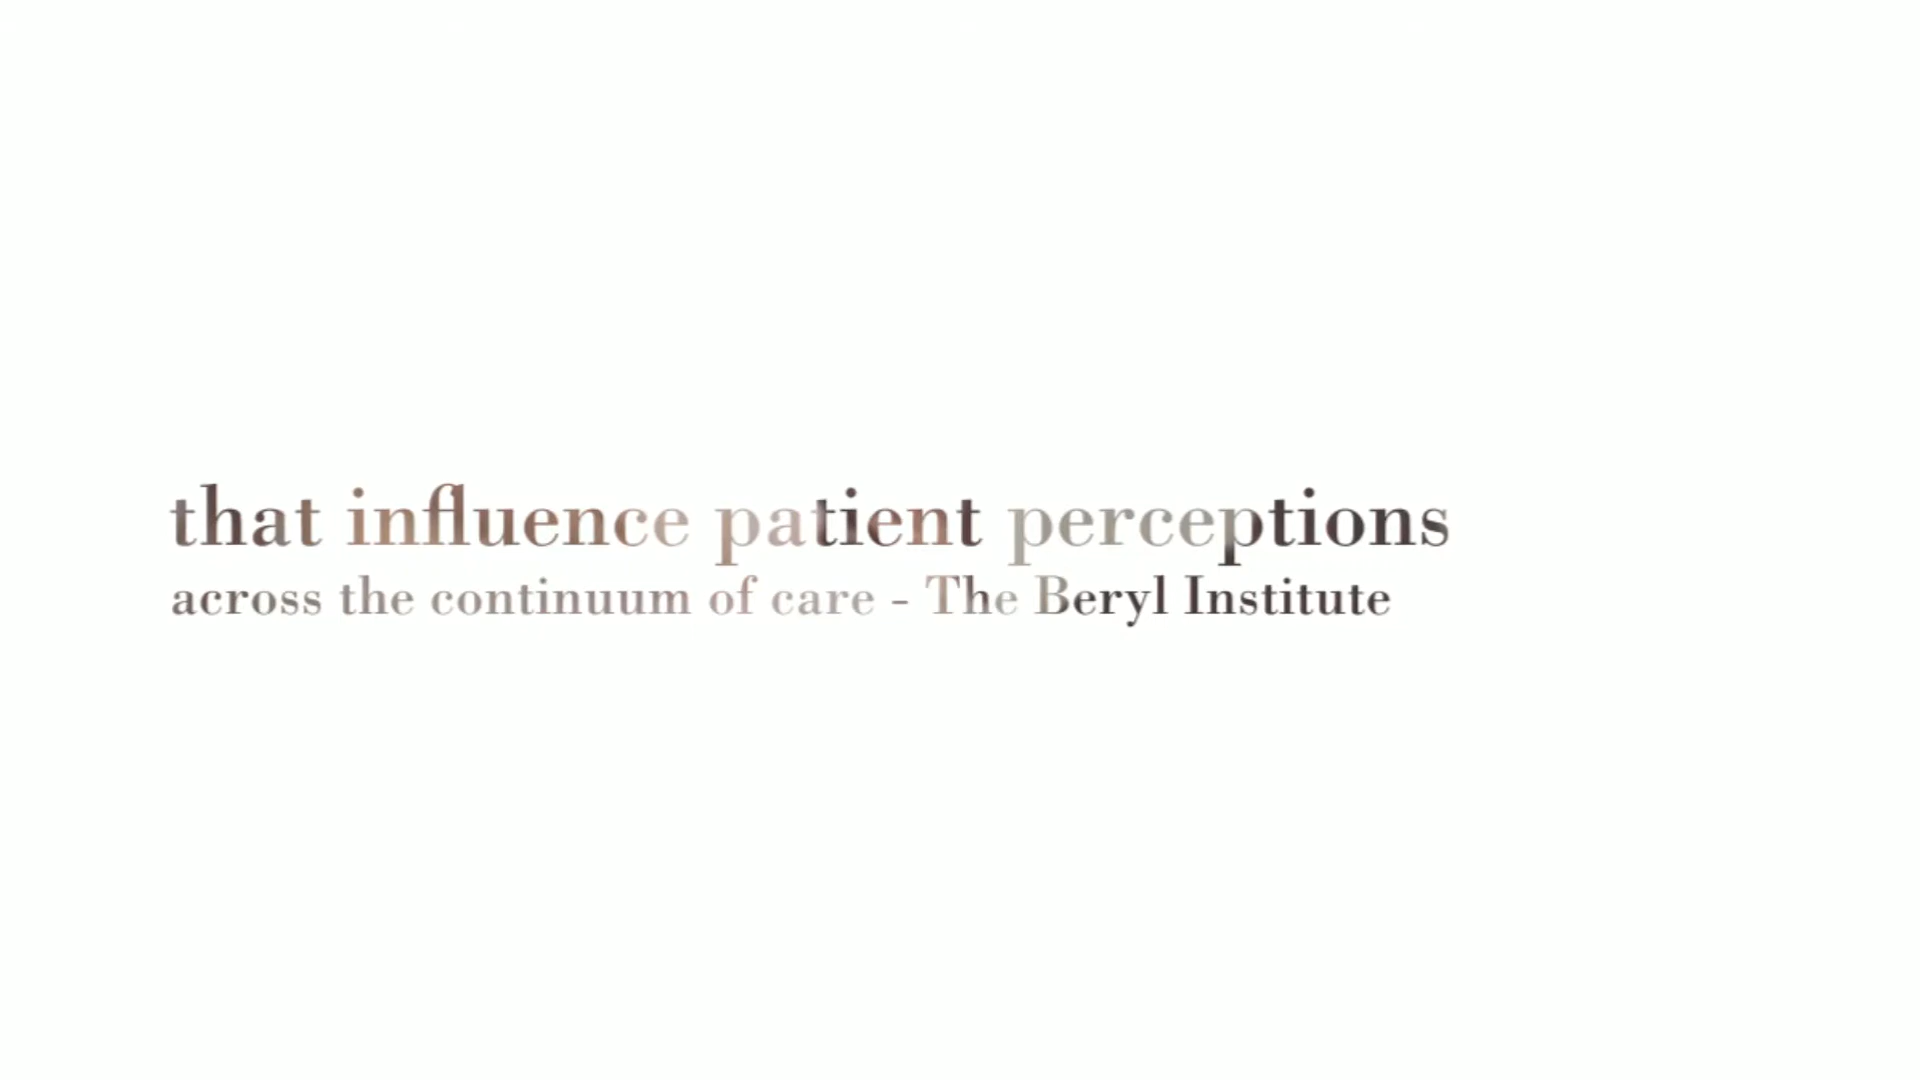 that influence patient perceptions
across the continuum of care - The Beryl Institute